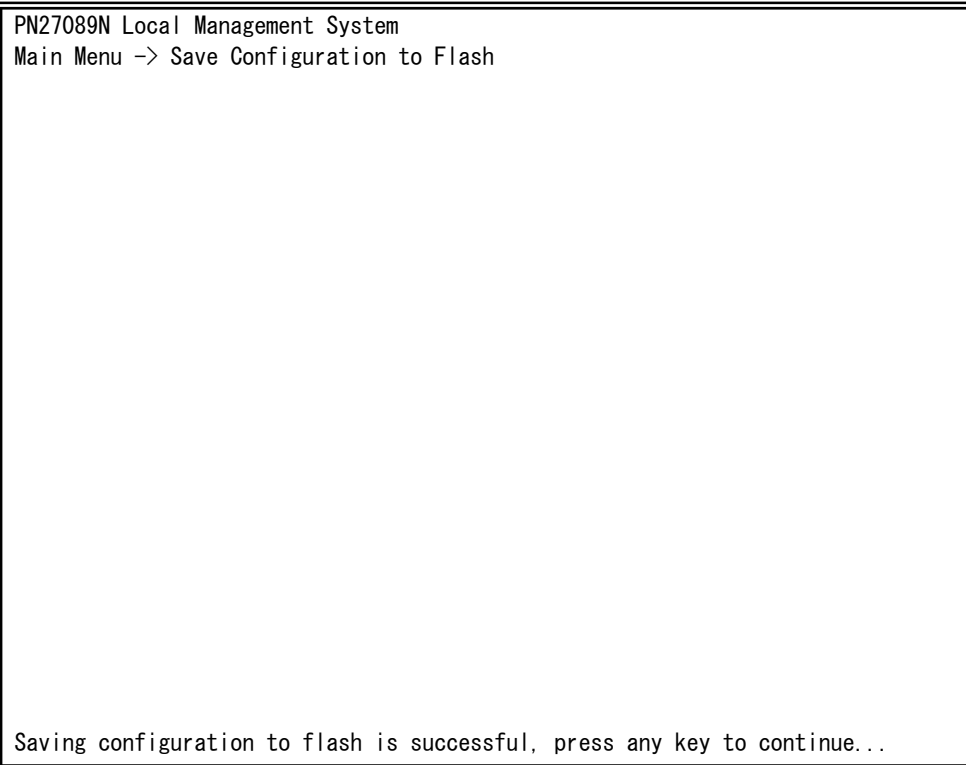 PN27089N Local Management System
Main Menu -> Save Configuration to Flash
Saving configuration to flash is successful, press any key to continue...